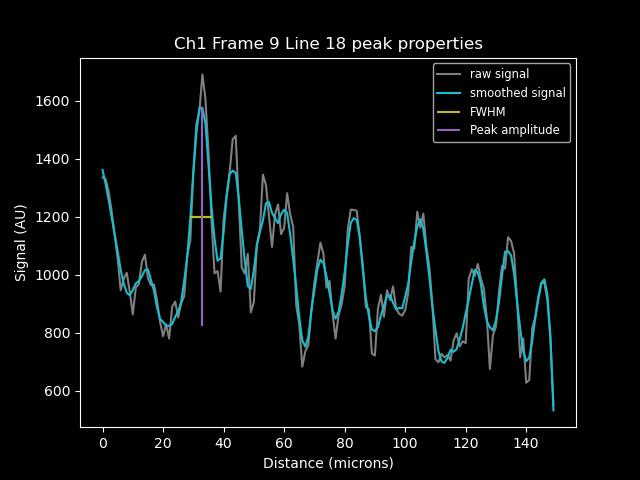 Ch1 Frame 9 Line 18 peak properties
raw signal
smoothed signal
FWHM
Peak amplitude
Signal (AU)
1600
1400
1200
1000
800
600
0 20 40 60 80 100 120 140
Distance (microns)